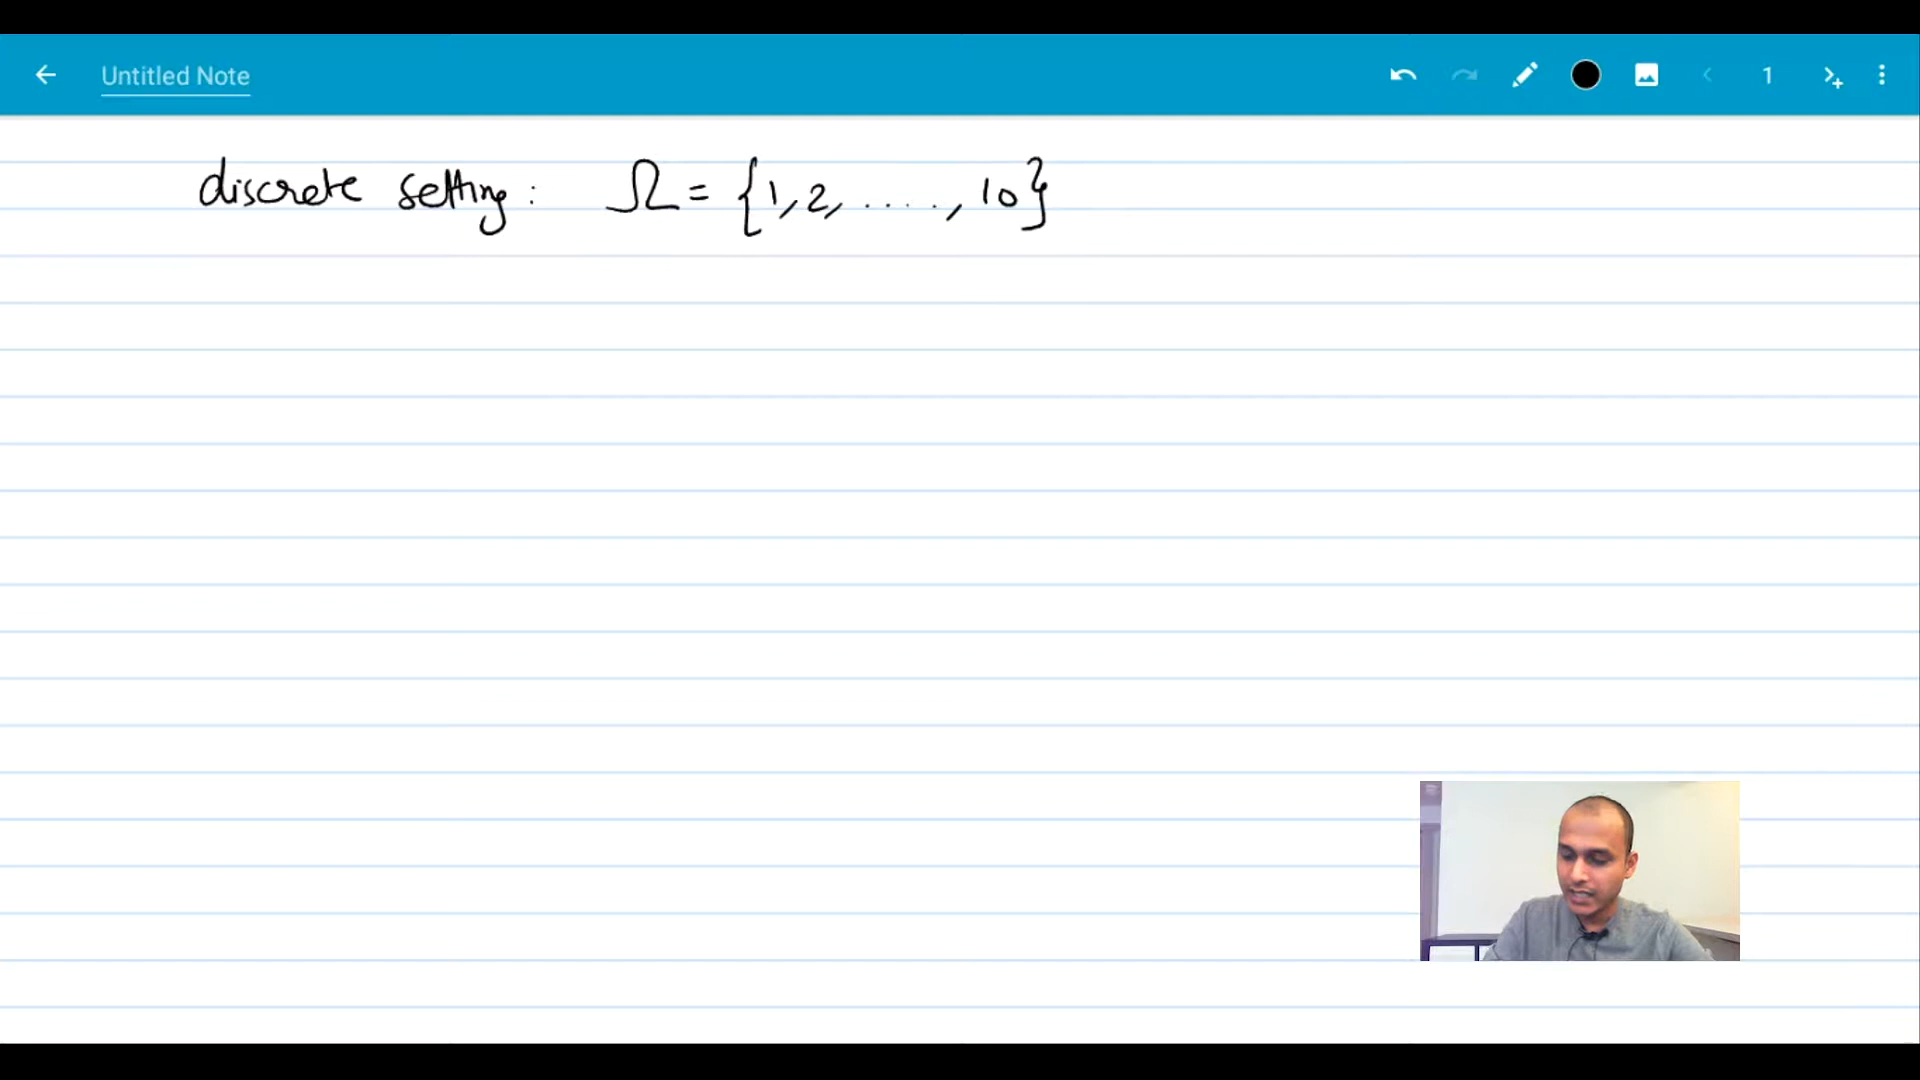 Untitled Note
1
discrete setting: Ω = {1, 2, ...., 10}